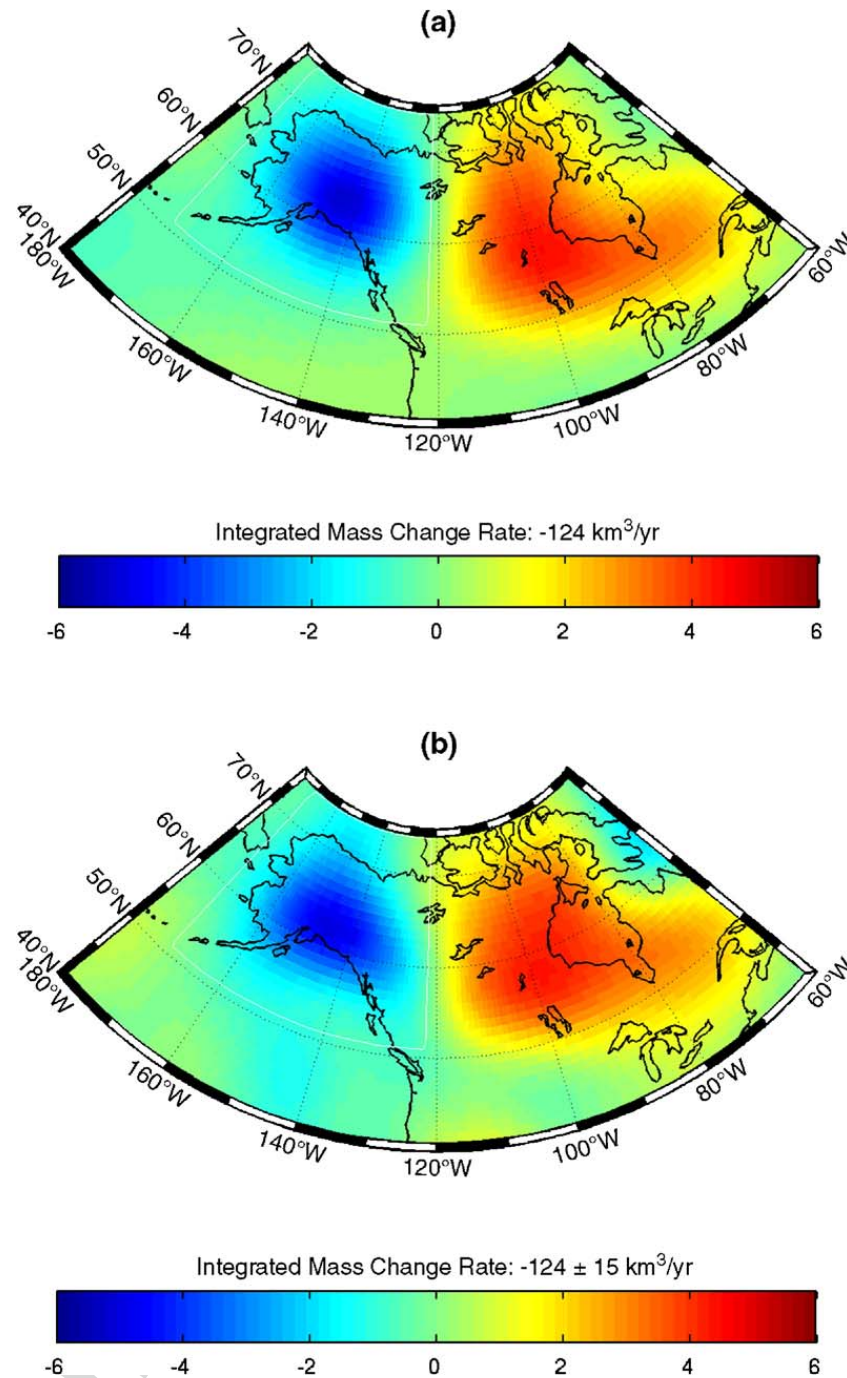 (a)
70°N
60°N
50°N
40°N
180°W
160°W
140°W
120°W
100°W
80°W
60°W
Integrated Mass Change Rate: -124 km³/yr
-6 -4 -2 0 2 4 6
(b)
70°N
60°N
50°N
40°N
180°W
160°W
140°W
120°W
100°W
80°W
60°W
Integrated Mass Change Rate: -124 ± 15 km³/yr
-6 -4 -2 0 2 4 6